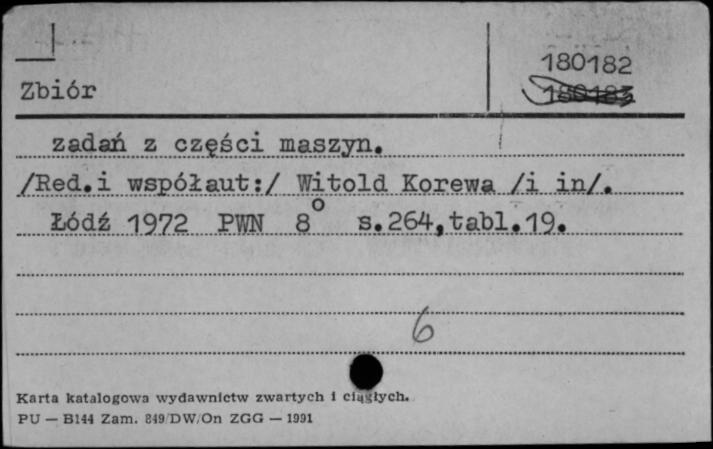 180182
Zbiór
180183
zadań z części maszyn.
/Red.i współaut:/ Witold Korewa /i in/.
Łódź 1972 PWN 8° s.264,tabl.19.
6
Karta katalogowa wydawnictw zwartych i ciągłych.
PU — B144 Zam. 849/DW/On ZGG — 1991